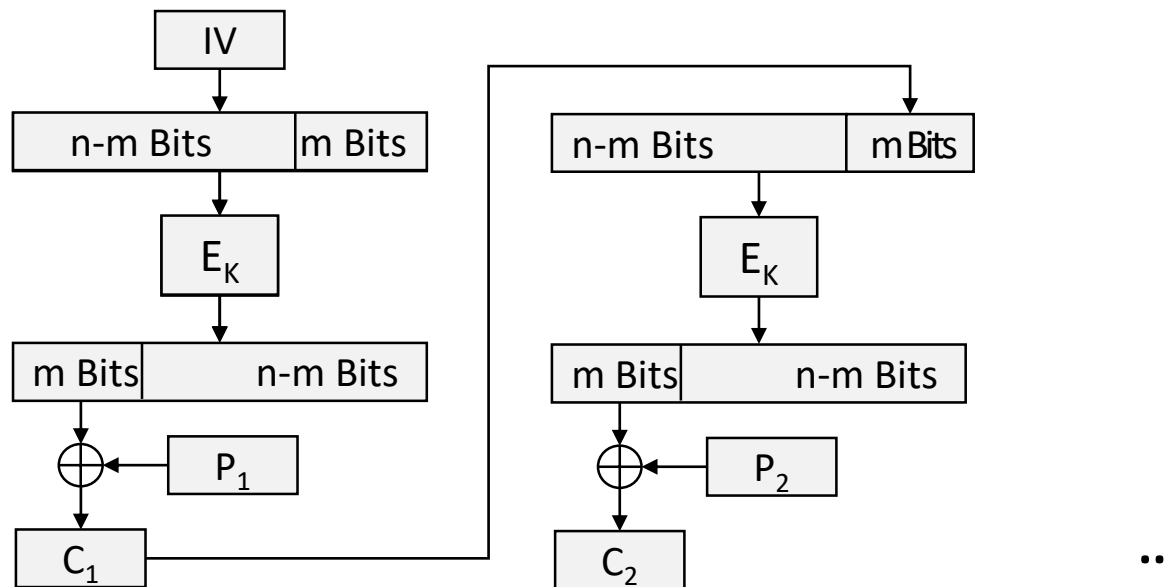 IV
n-m Bits m Bits
n-m Bits m Bits
E_K
E_K
m Bits n-m Bits
m Bits n-m Bits
P_1
P_2
C_1
C_2
..